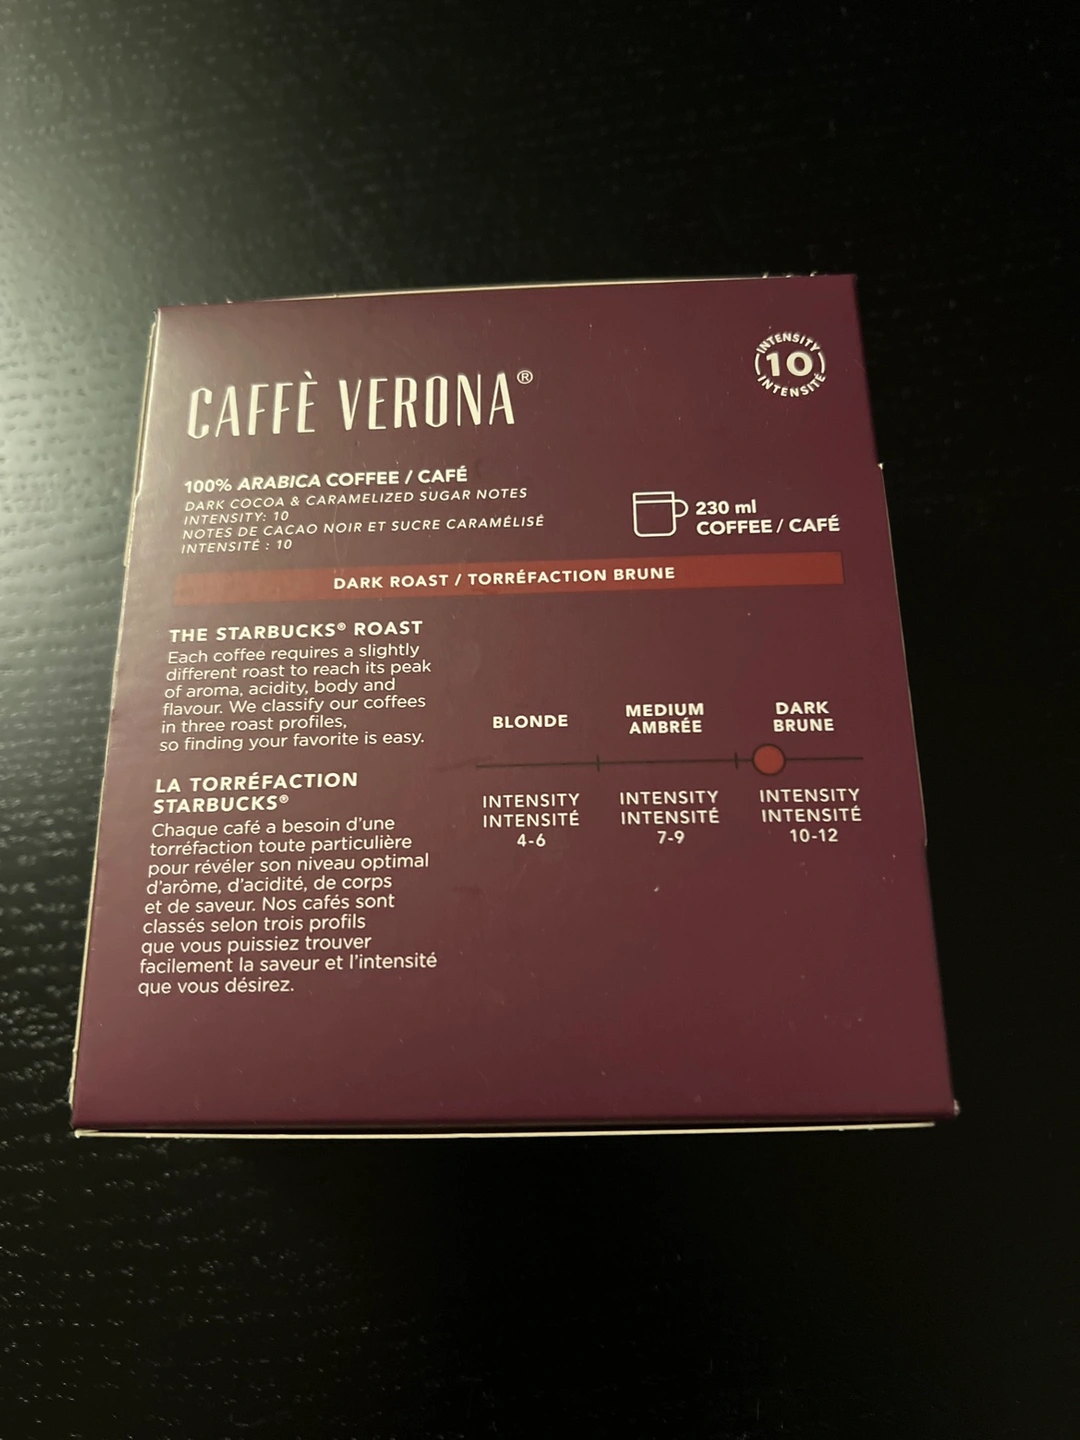 CAFFÈ VERONA®
INTENSITY
10
INTENSITÉ
100% ARABICA COFFEE / CAFÉ
DARK COCOA & CARAMELIZED SUGAR NOTES
INTENSITY: 10
NOTES DE CACAO NOIR ET SUCRE CARAMÉLISÉ
INTENSITÉ : 10
230 ml
COFFEE / CAFÉ
DARK ROAST / TORRÉFACTION BRUNE
THE STARBUCKS® ROAST
Each coffee requires a slightly
different roast to reach its peak
of aroma, acidity, body and
flavour. We classify our coffees
in three roast profiles,
so finding your favorite is easy.
LA TORRÉFACTION
STARBUCKS®
Chaque café a besoin d'une
torréfaction toute particulière
pour révéler son niveau optimal
d'arôme, d'acidité, de corps
et de saveur. Nos cafés sont
classés selon trois profils
que vous puissiez trouver
facilement la saveur et l'intensité
que vous désirez.
BLONDE
MEDIUM
AMBRÉE
DARK
BRUNE
INTENSITY
INTENSITÉ
4-6
INTENSITY
INTENSITÉ
7-9
INTENSITY
INTENSITÉ
10-12